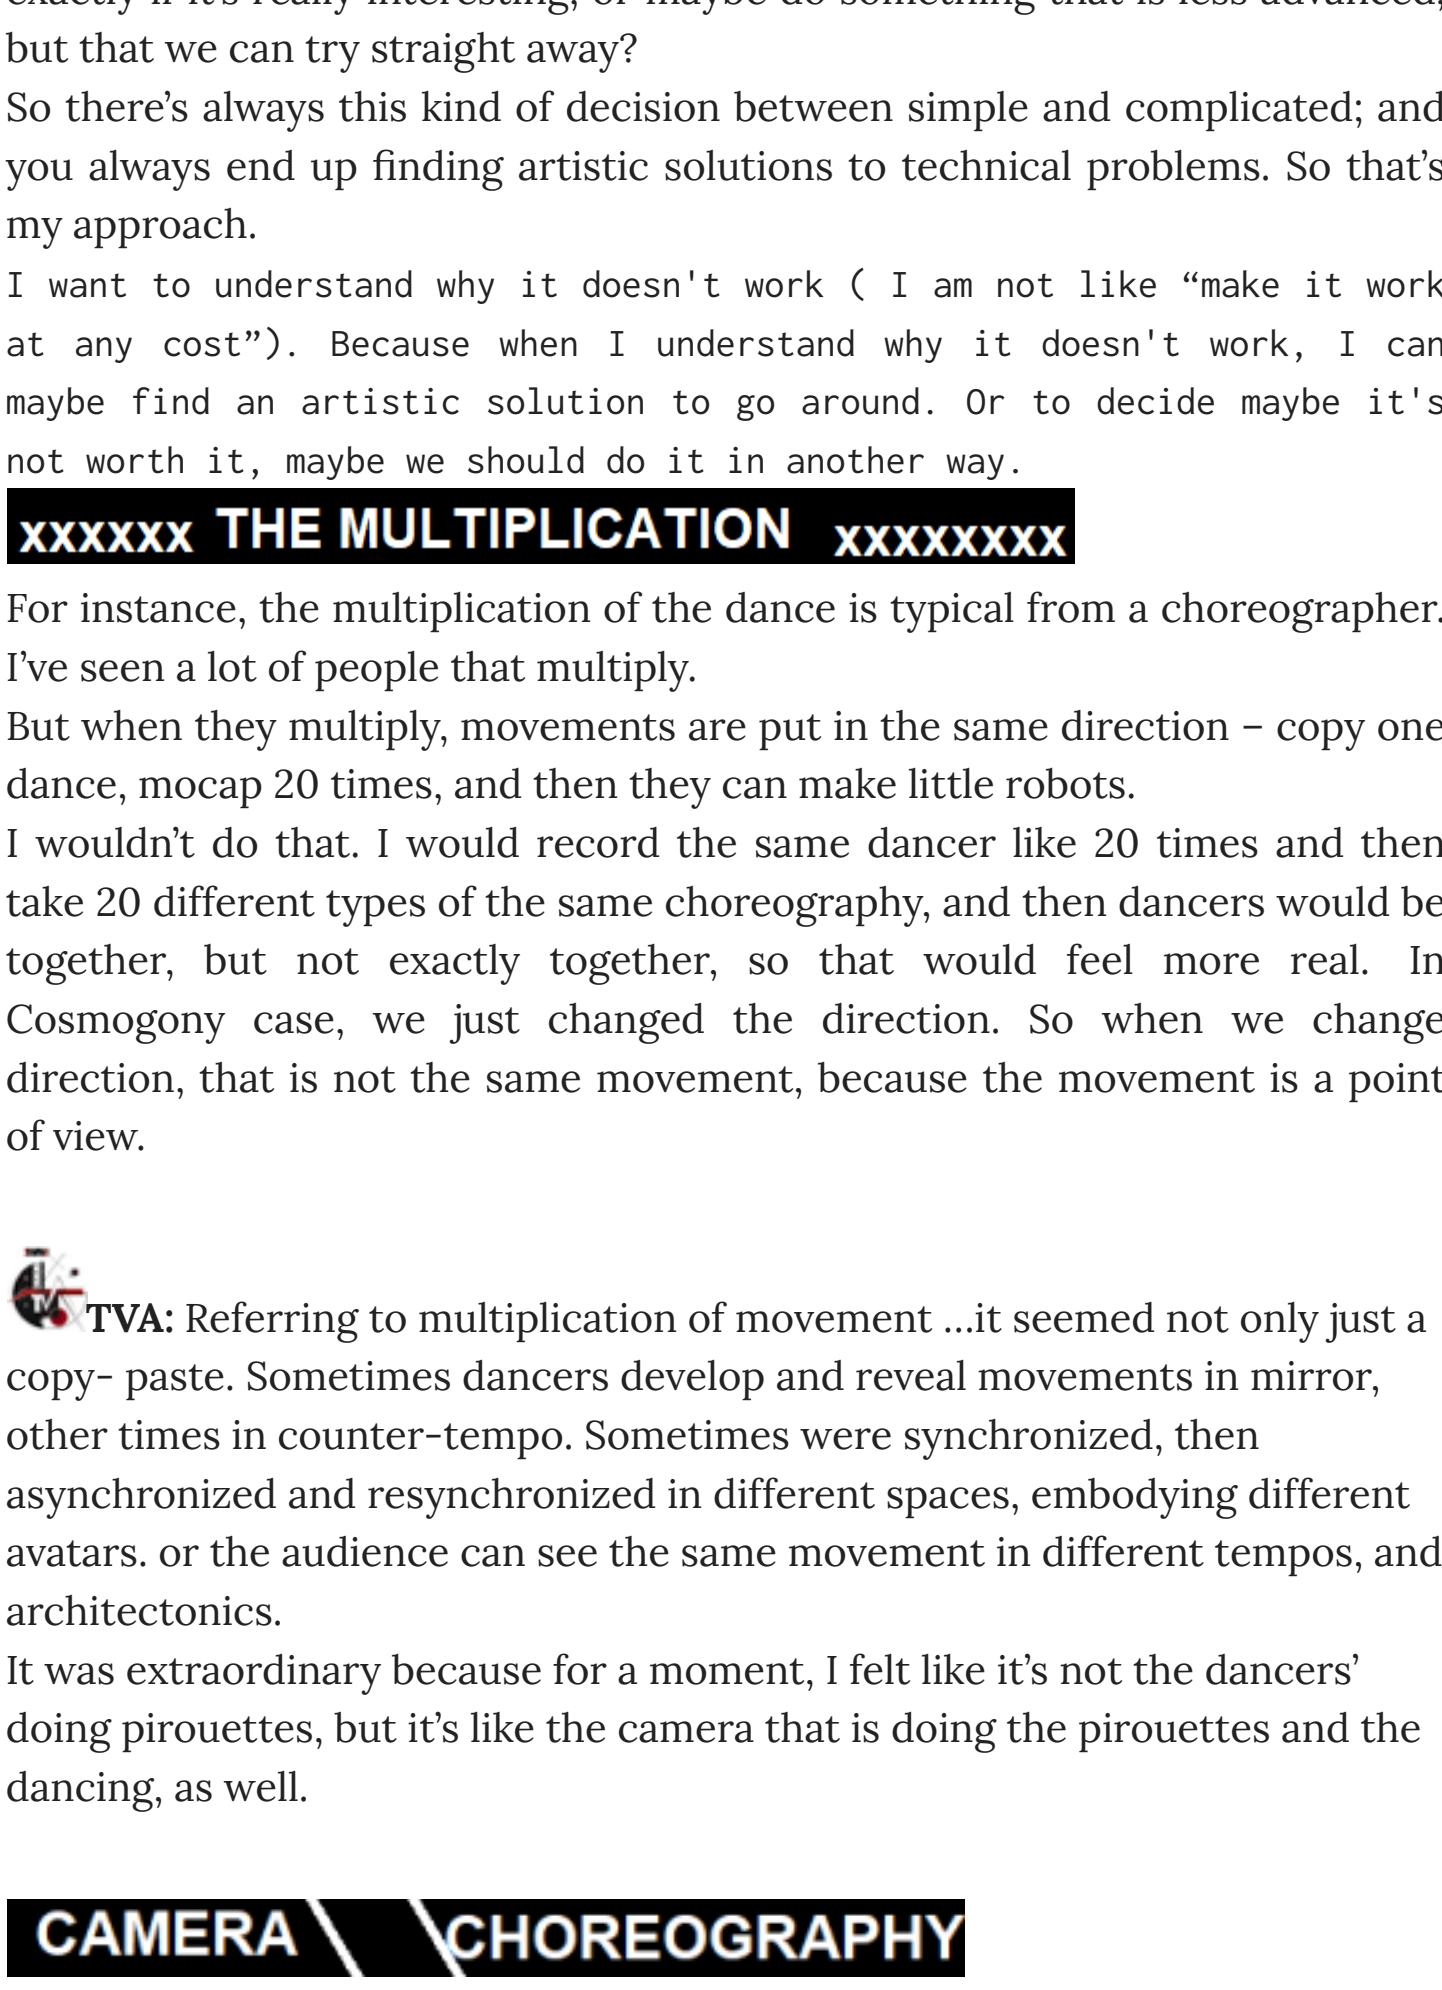 exactly if it's really interesting, or maybe do something that is less advanced,
but that we can try straight away?
So there’s always this kind of decision between simple and complicated; and
you always end up finding artistic solutions to technical problems. So that’s
my approach.
I want to understand why it doesn't work ( I am not like “make it work
at any cost”). Because when I understand why it doesn't work, I can
maybe find an artistic solution to go around. Or to decide maybe it's
not worth it, maybe we should do it in another way.
xxxxxx THE MULTIPLICATION xxxxxxxx
For instance, the multiplication of the dance is typical from a choreographer.
I’ve seen a lot of people that multiply.
But when they multiply, movements are put in the same direction – copy one
dance, mocap 20 times, and then they can make little robots.
I wouldn’t do that. I would record the same dancer like 20 times and then
take 20 different types of the same choreography, and then dancers would be
together, but not exactly together, so that would feel more real. In
Cosmogony case, we just changed the direction. So when we change
direction, that is not the same movement, because the movement is a point
of view.
TVA: Referring to multiplication of movement …it seemed not only just a
copy- paste. Sometimes dancers develop and reveal movements in mirror,
other times in counter-tempo. Sometimes were synchronized, then
asynchronized and resynchronized in different spaces, embodying different
avatars. or the audience can see the same movement in different tempos, and
architectonics.
It was extraordinary because for a moment, I felt like it’s not the dancers’
doing pirouettes, but it’s like the camera that is doing the pirouettes and the
dancing, as well.
CAMERA \ \CHOREOGRAPHY